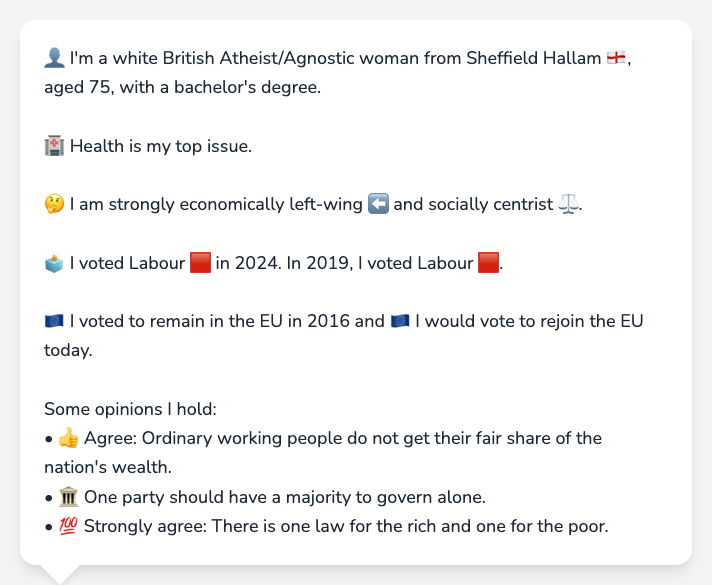 👤 I'm a white British Atheist/Agnostic woman from Sheffield Hallam 🏴󠁧󠁢󠁥󠁮󠁧󠁿,
aged 75, with a bachelor's degree.
🏥 Health is my top issue.
🤔 I am strongly economically left-wing ⬅️ and socially centrist ⚖️.
🗳️ I voted Labour 🟥 in 2024. In 2019, I voted Labour 🟥.
🇪🇺 I voted to remain in the EU in 2016 and 🇪🇺 I would vote to rejoin the EU
today.
Some opinions I hold:
• 👍 Agree: Ordinary working people do not get their fair share of the
nation's wealth.
• 🏛️ One party should have a majority to govern alone.
• 💯 Strongly agree: There is one law for the rich and one for the poor.